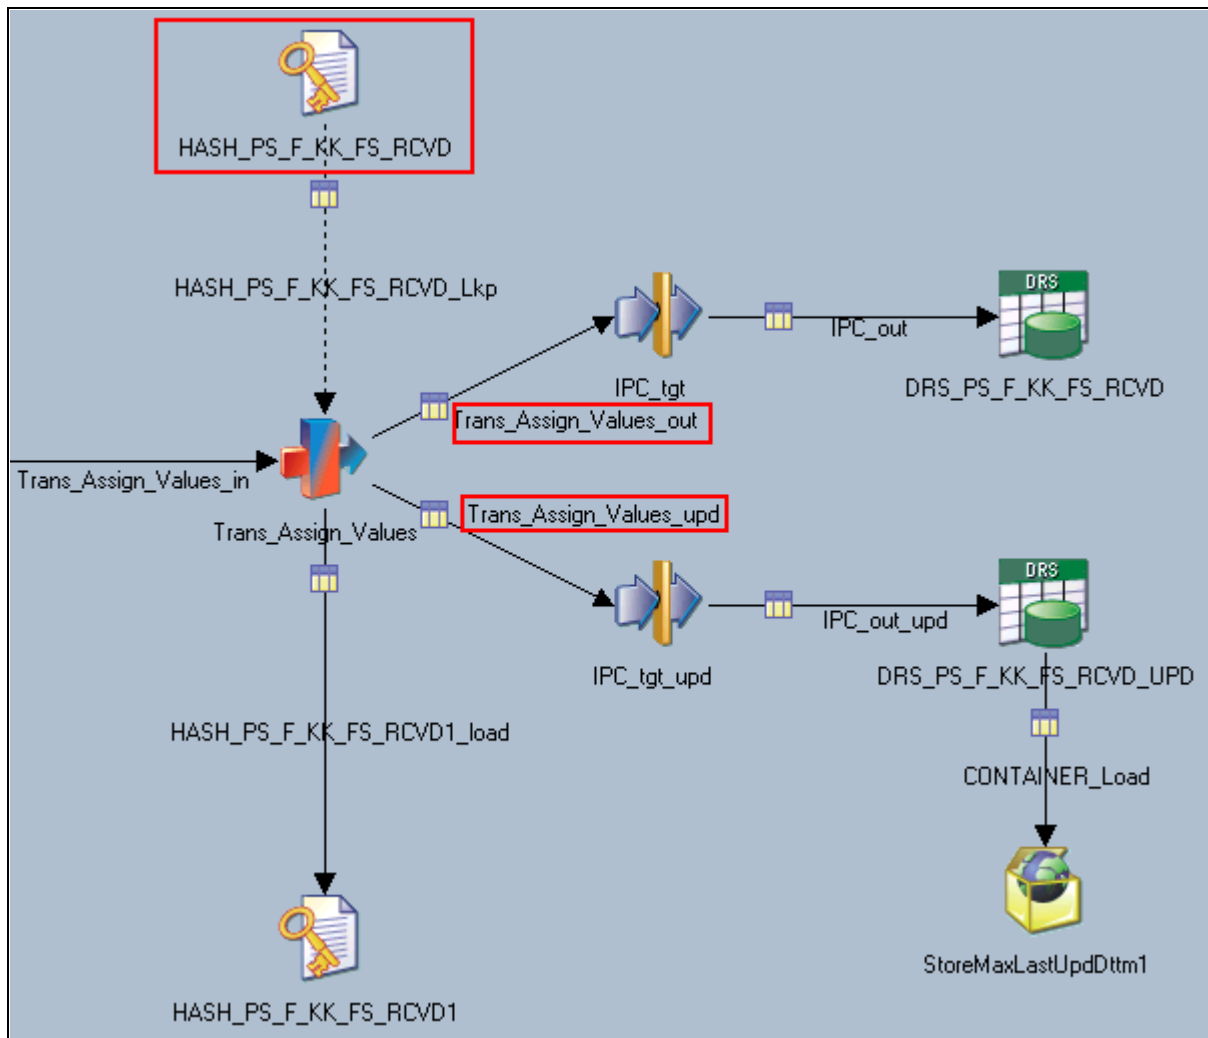 HASH_PS_F_KK_FS_RCVD
HASH_PS_F_KK_FS_RCVD_Lkp
DRS
IPC_out
IPC_tgt
DRS_PS_F_KK_FS_RCVD
Trans_Assign_Values_out
Trans_Assign_Values_in
Trans_Assign_Values_upd
Trans_Assign_Values
DRS
IPC_out_upd
IPC_tgt_upd
DRS_PS_F_KK_FS_RCVD_UPD
HASH_PS_F_KK_FS_RCVD1_load
CONTAINER_Load
StoreMaxLastUpdDttm1
HASH_PS_F_KK_FS_RCVD1